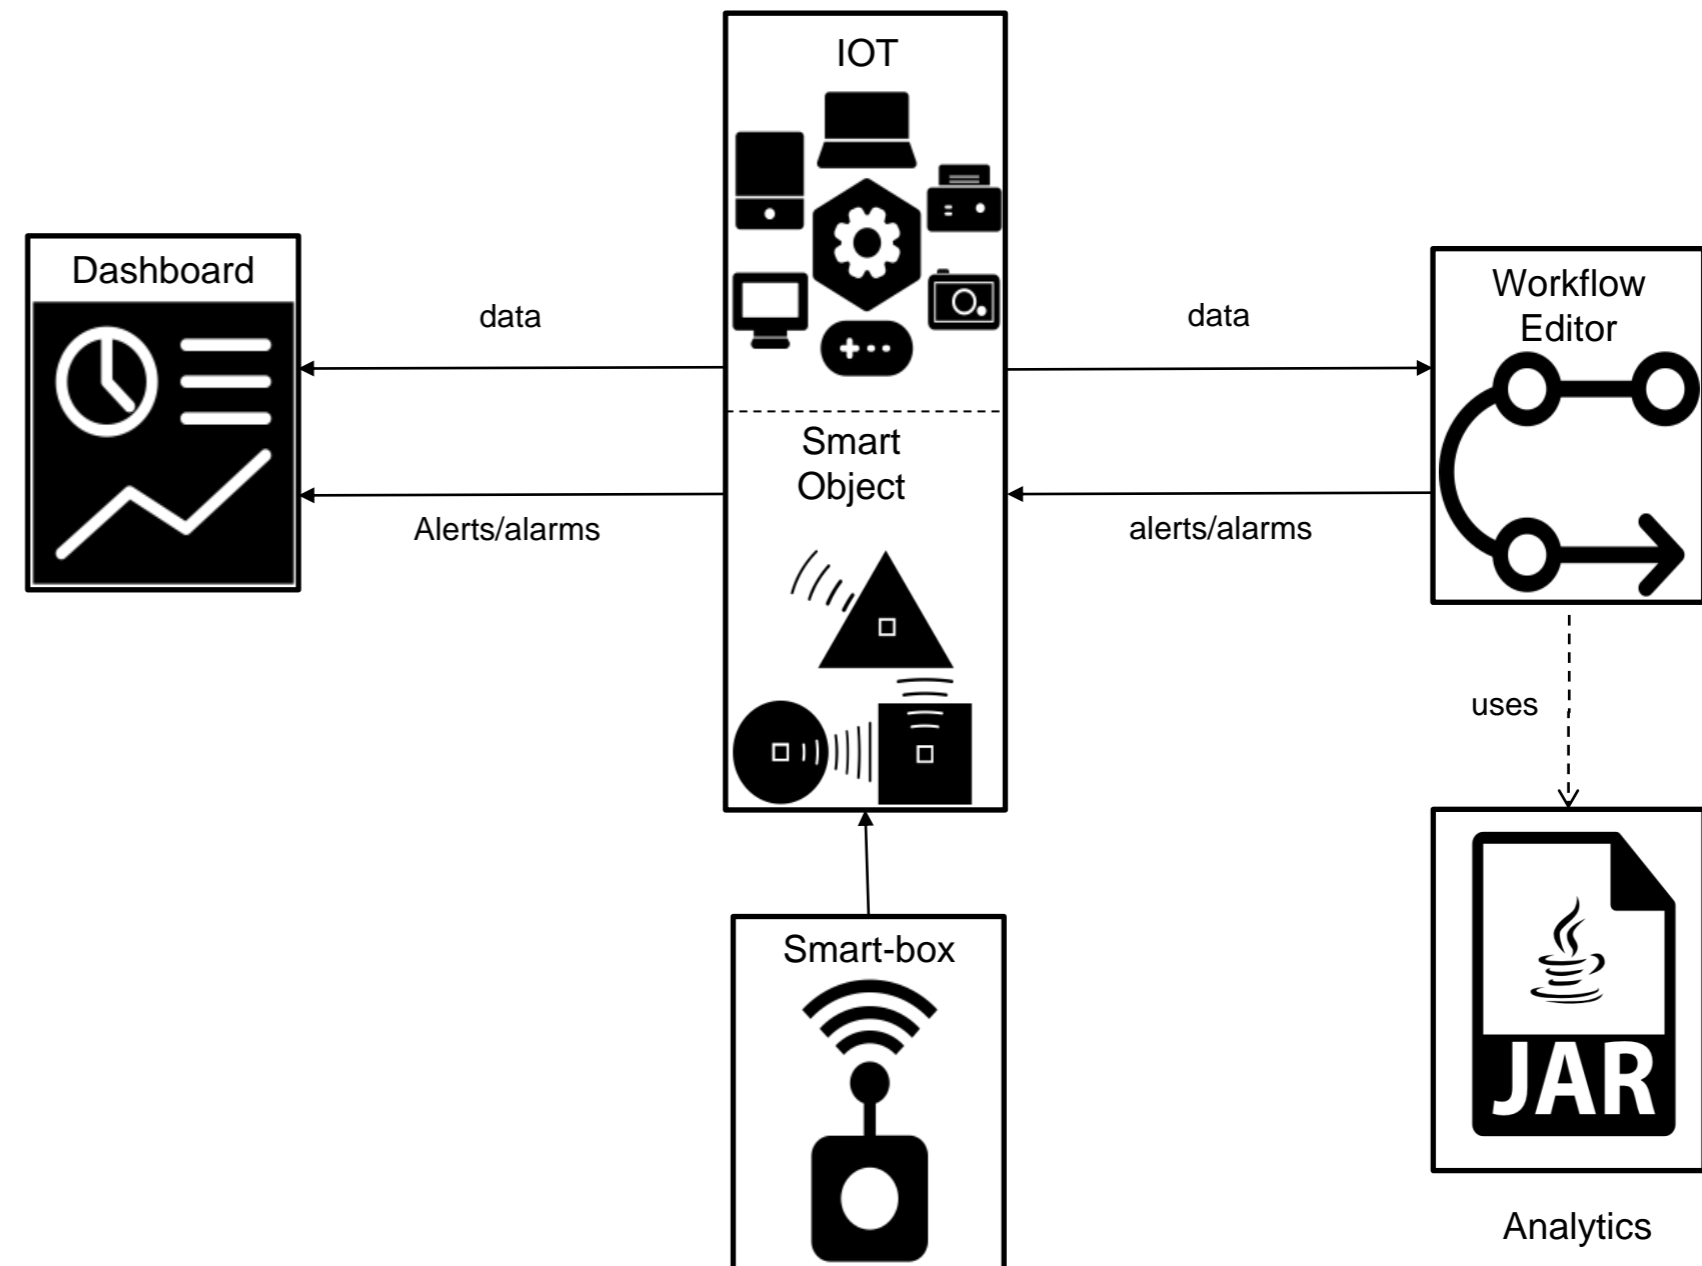 IOT
Dashboard
data
data
Workflow
Editor
Smart
Object
Alerts/alarms
alerts/alarms
uses
Smart-box
JAR
Analytics